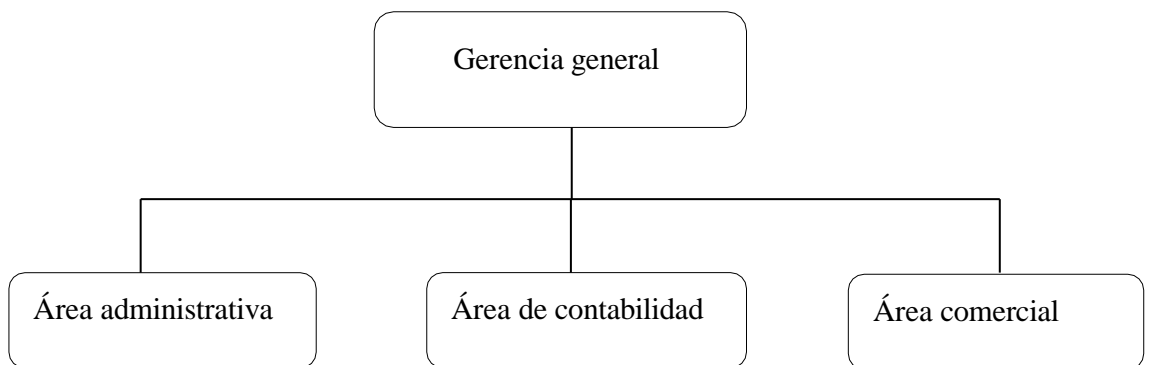 Gerencia general
Área administrativa
Área de contabilidad
Área comercial